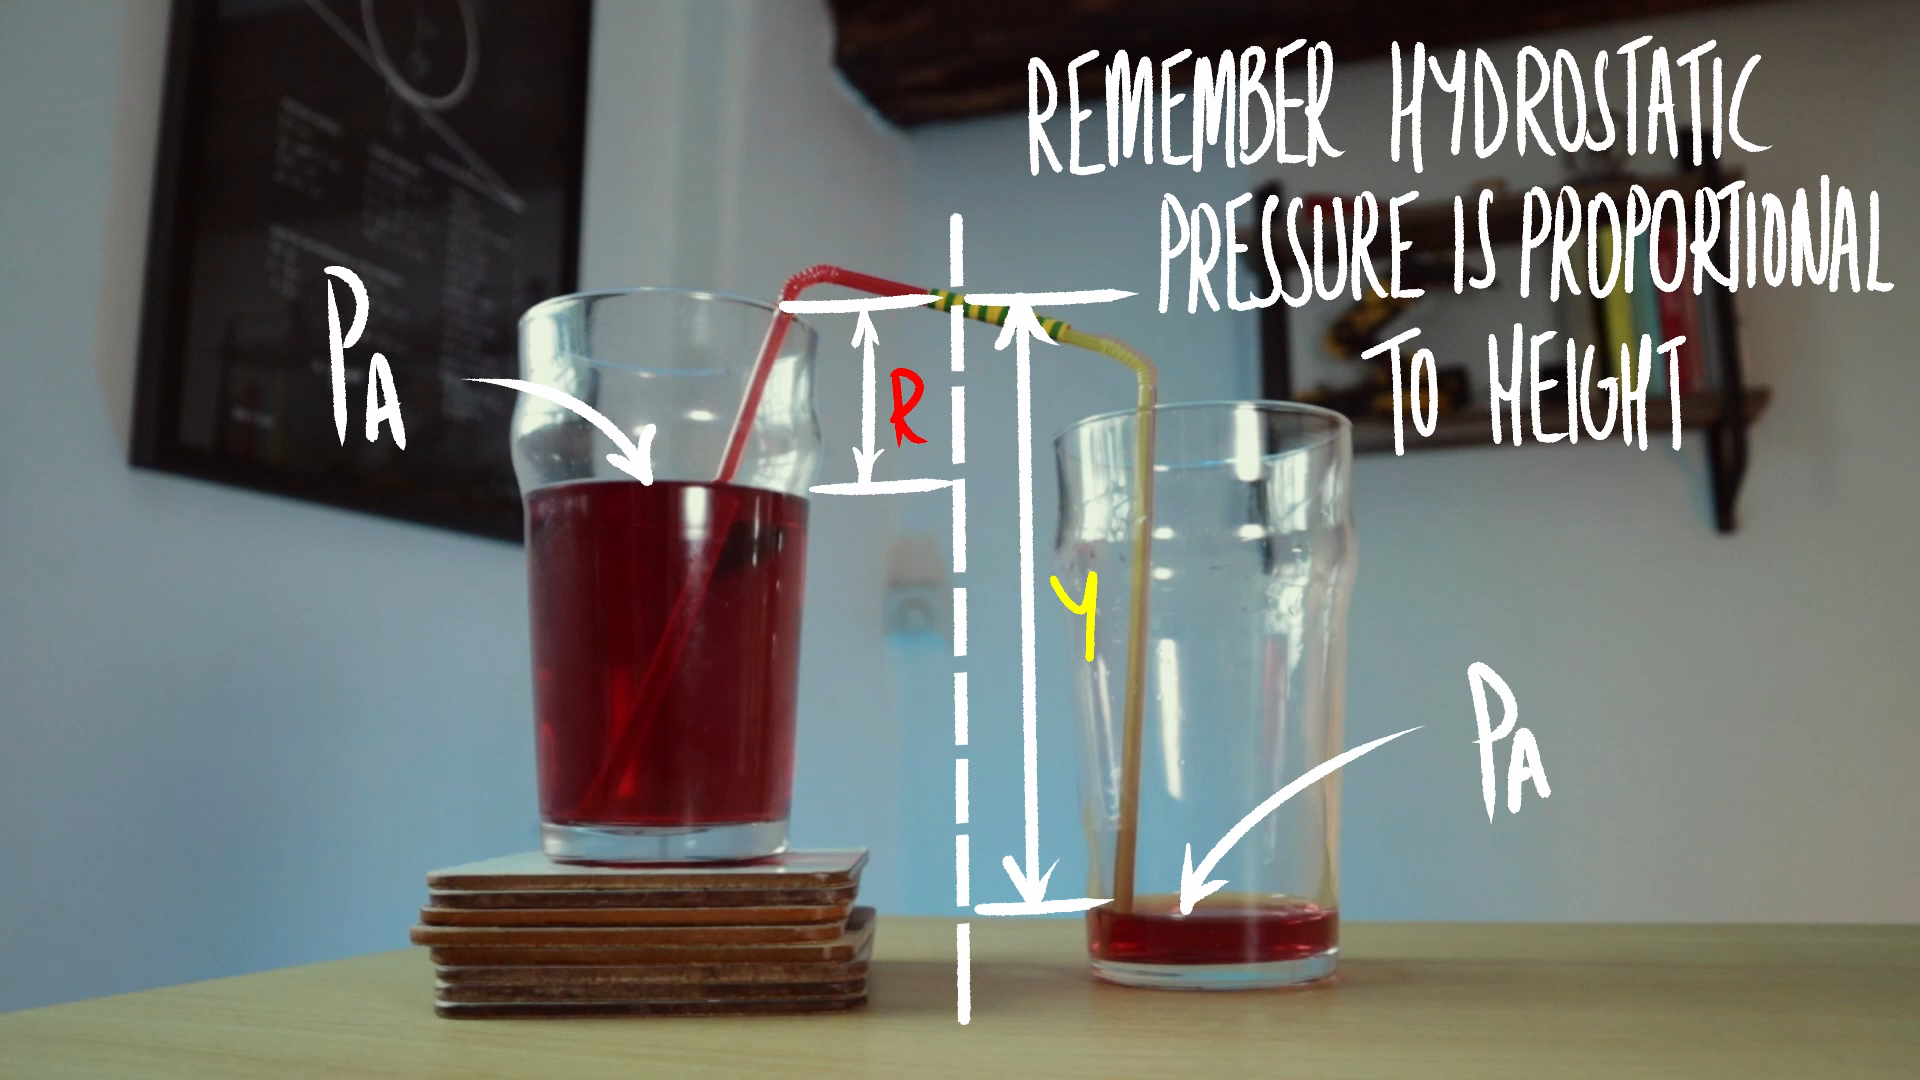 REMEMBER HYDROSTATIC
PRESSURE IS PROPORTIONAL
TO HEIGHT
PA
R
Y
PA